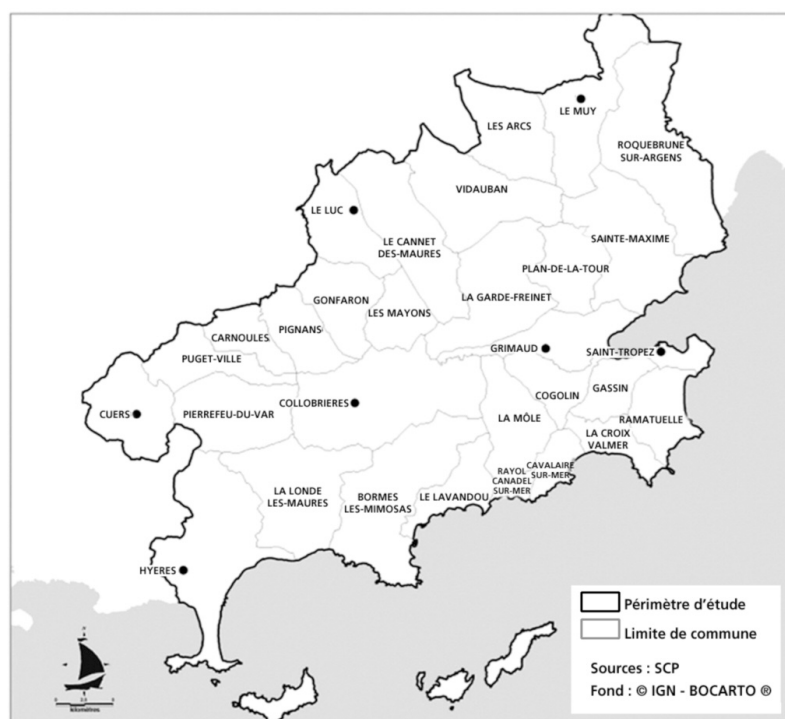 LE MUY
LES ARCS
ROQUEBRUNE
SUR-ARGENS
VIDAUBAN
LE LUC
SAINTE-MAXIME
LE CANNET
DES-MAURES
PLAN-DE-LA-TOUR
LA GARDE-FREINET
GONFARON
LES MAYONS
PIGNANS
CARNOULES
PUGET-VILLE
GRIMAUD
SAINT-TROPEZ
GASSIN
COGOLIN
COLLOBRIERES
CUERS
PIERREFEU-DU-VAR
LA MÔLE
RAMATUELLE
LA CROIX
VALMER
CAVALAIRE
SUR-MER
RAYOL
CANADEL
SUR-MER
LE LAVANDOU
BORMES
LES-MIMOSAS
LA LONDE
LES-MAURES
HYERES
Périmètre d'étude
Limite de commune
Sources : SCP
Fond : © IGN - BOCARTO ®
kilomètres